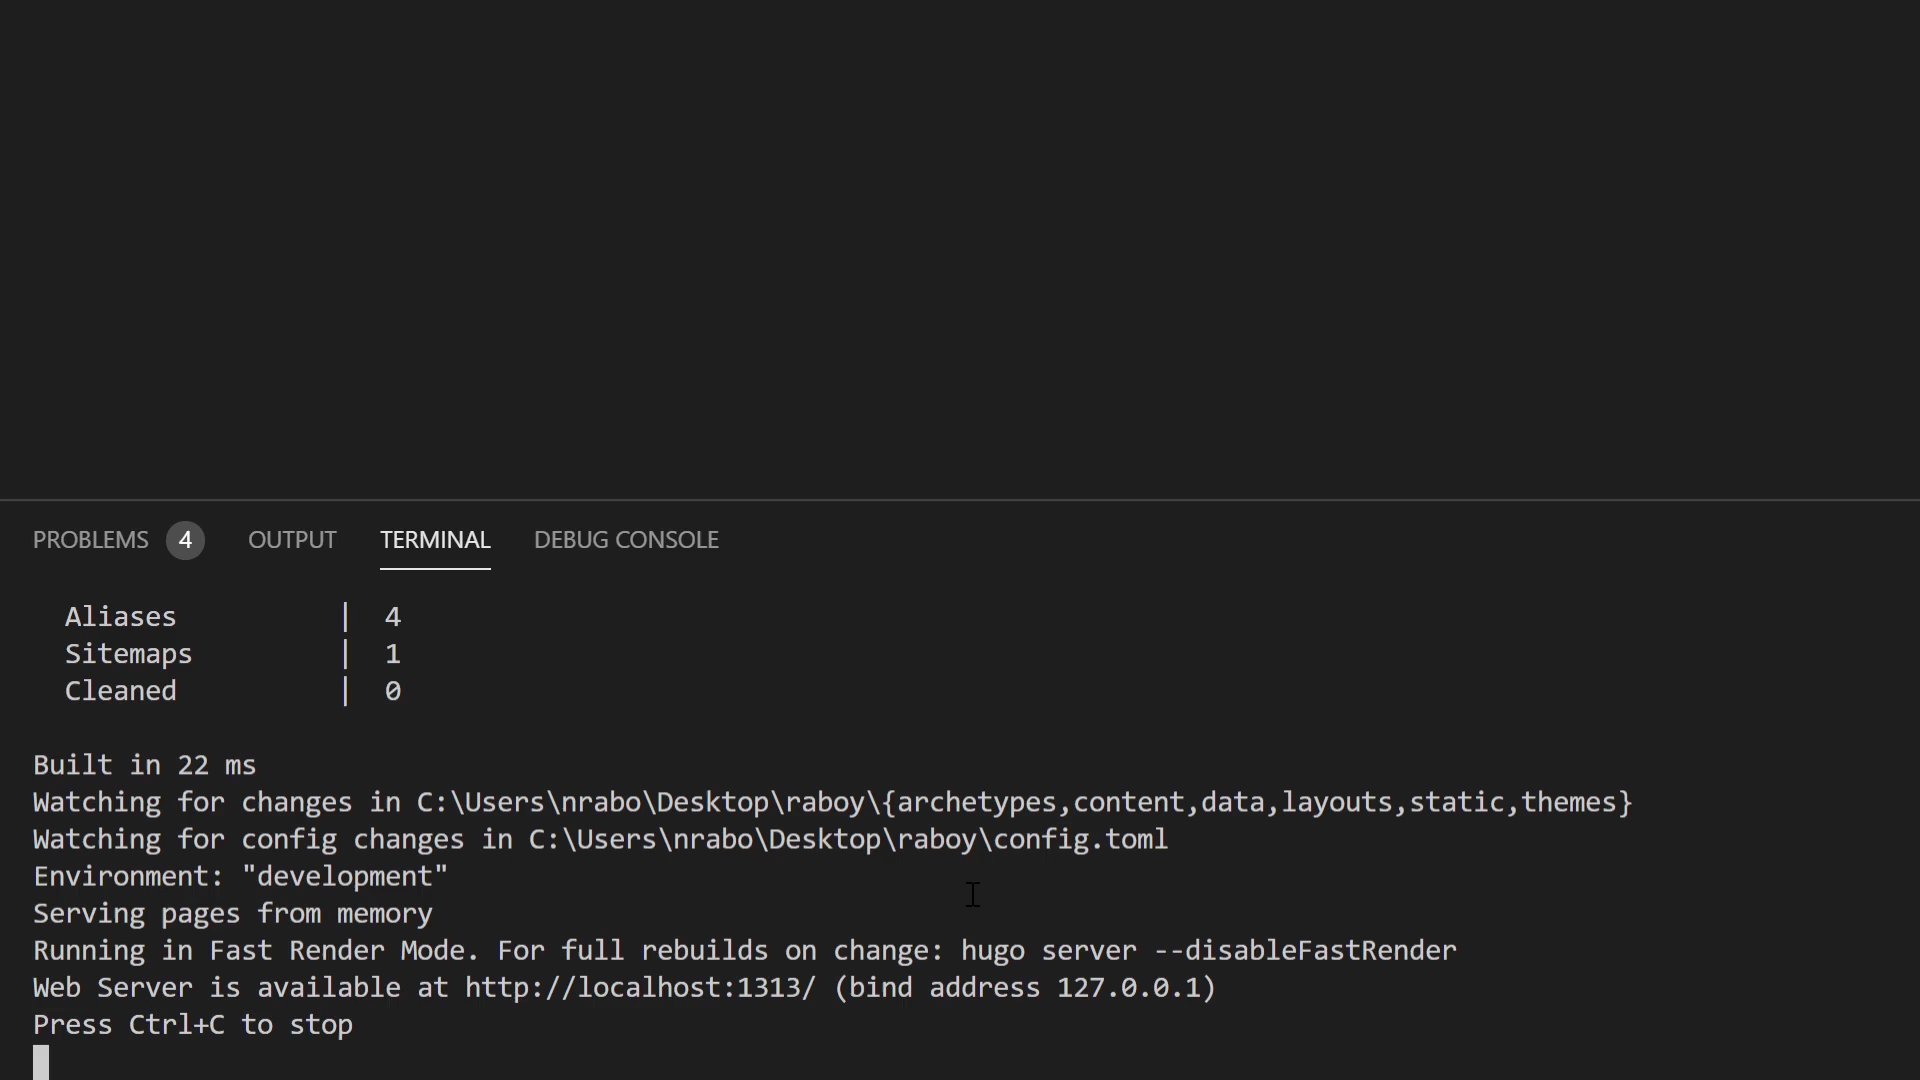 PROBLEMS 4 OUTPUT TERMINAL DEBUG CONSOLE
Aliases | 4
Sitemaps | 1
Cleaned | 0
Built in 22 ms
Watching for changes in C:\Users\nrabo\Desktop\raboy\{archetypes,content,data,layouts,static,themes}
Watching for config changes in C:\Users\nrabo\Desktop\raboy\config.toml
Environment: "development"
Serving pages from memory
Running in Fast Render Mode. For full rebuilds on change: hugo server --disableFastRender
Web Server is available at http://localhost:1313/ (bind address 127.0.0.1)
Press Ctrl+C to stop